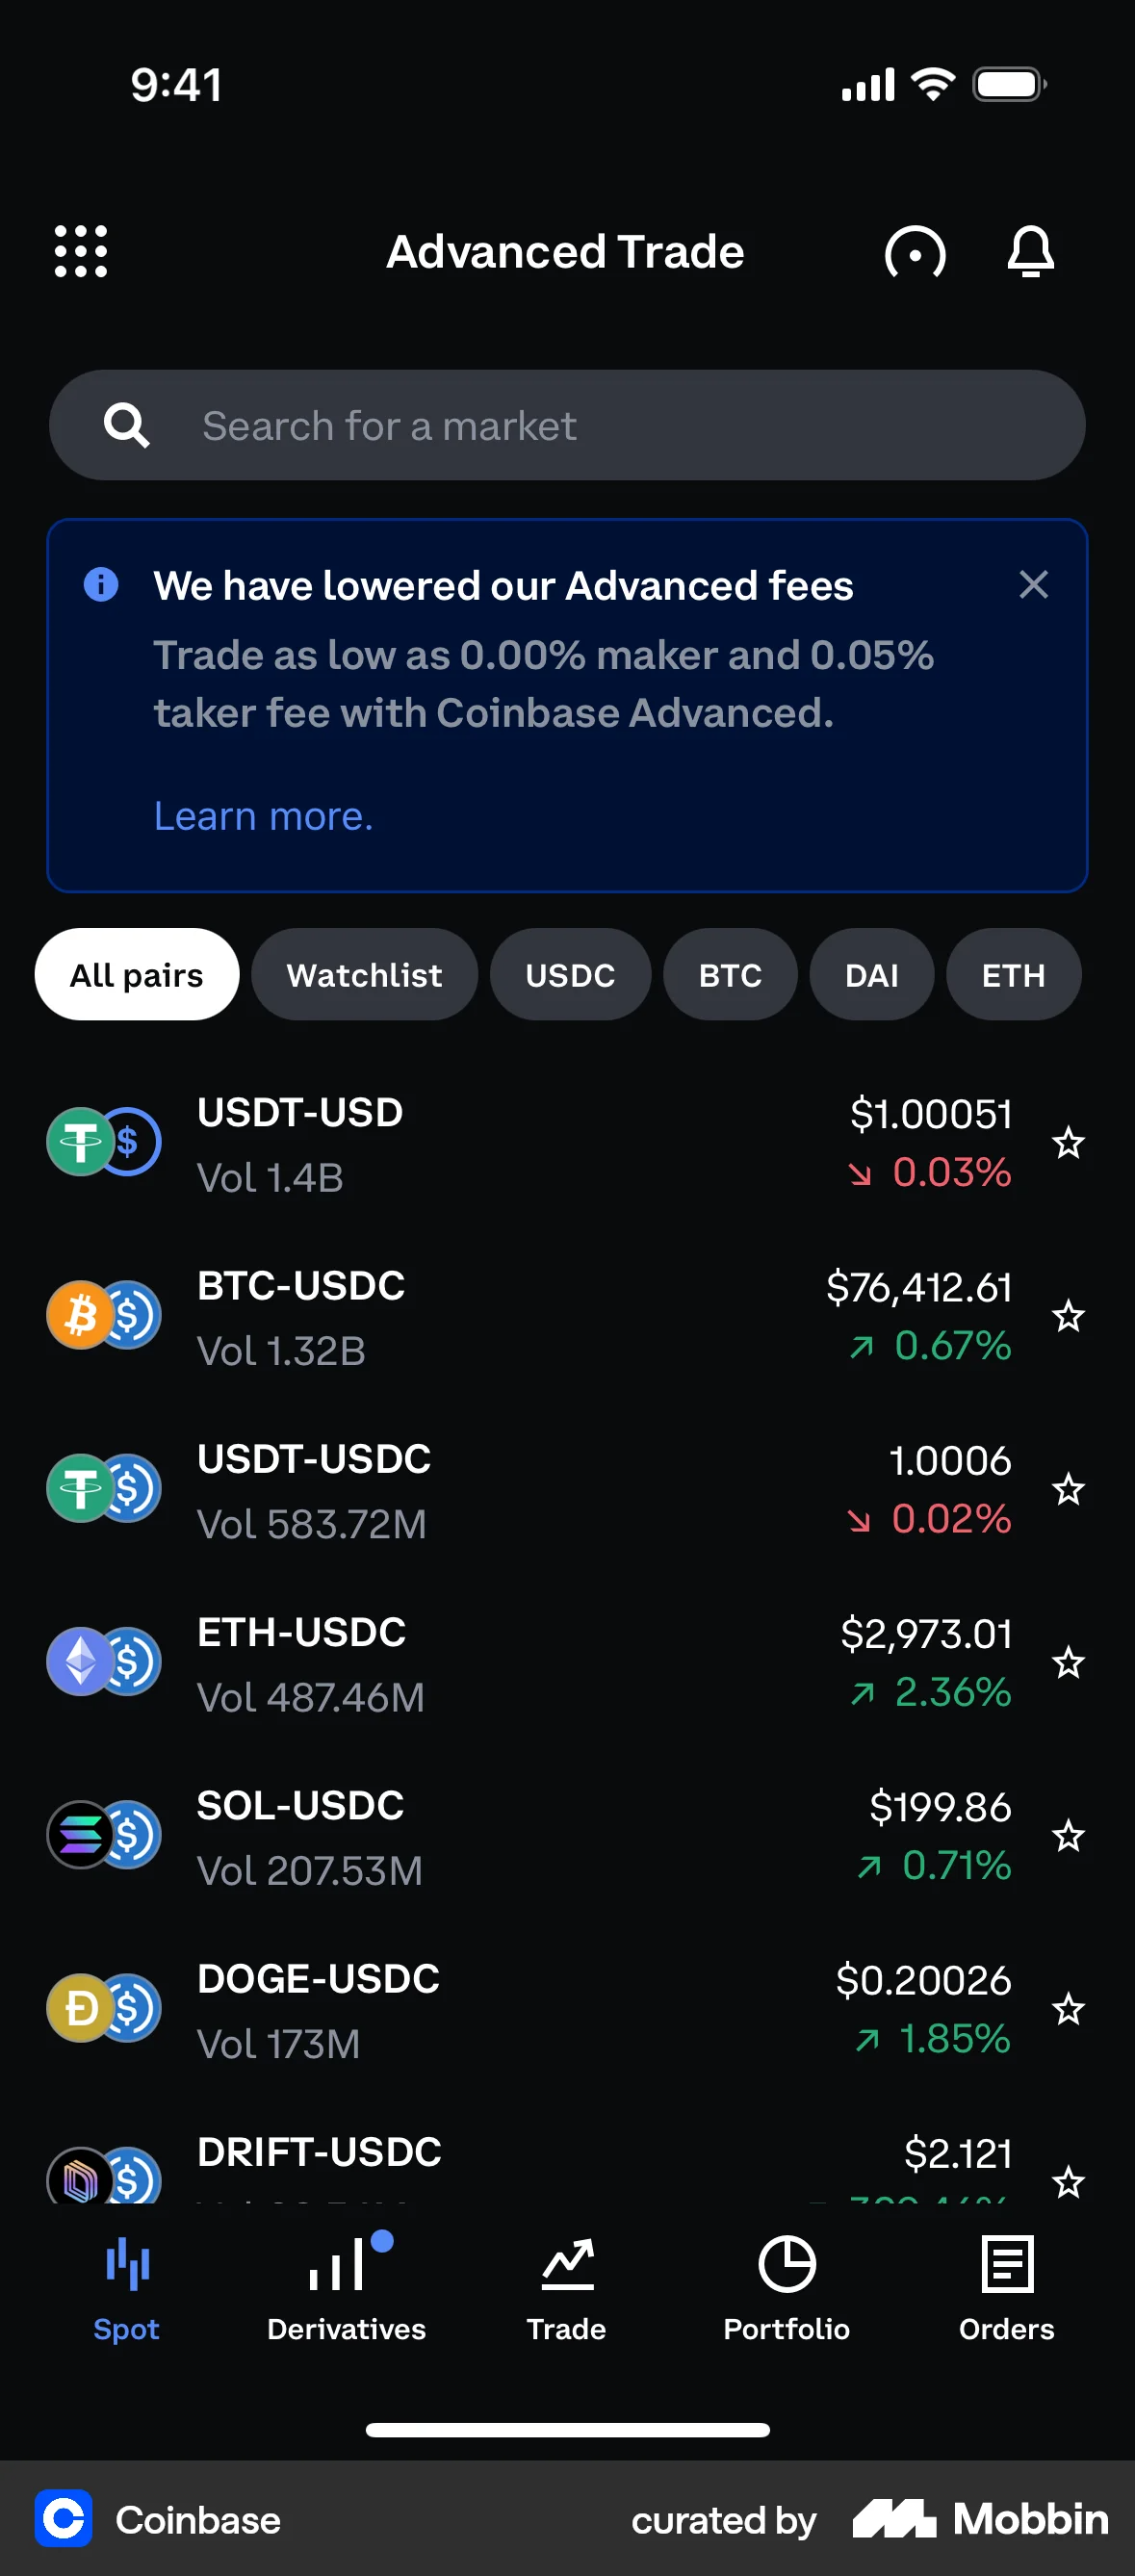 9:41
Advanced Trade
Search for a market
We have lowered our Advanced fees
Trade as low as 0.00% maker and 0.05%
taker fee with Coinbase Advanced.
Learn more.
All pairs Watchlist USDC BTC DAI ETH
USDT-USD $1.00051
Vol 1.4B ↘ 0.03%
BTC-USDC $76,412.61
Vol 1.32B ↗ 0.67%
USDT-USDC 1.0006
Vol 583.72M ↘ 0.02%
ETH-USDC $2,973.01
Vol 487.46M ↗ 2.36%
SOL-USDC $199.86
Vol 207.53M ↗ 0.71%
DOGE-USDC $0.20026
Vol 173M ↗ 1.85%
DRIFT-USDC $2.121
Spot Derivatives Trade Portfolio Orders
Coinbase curated by Mobbin